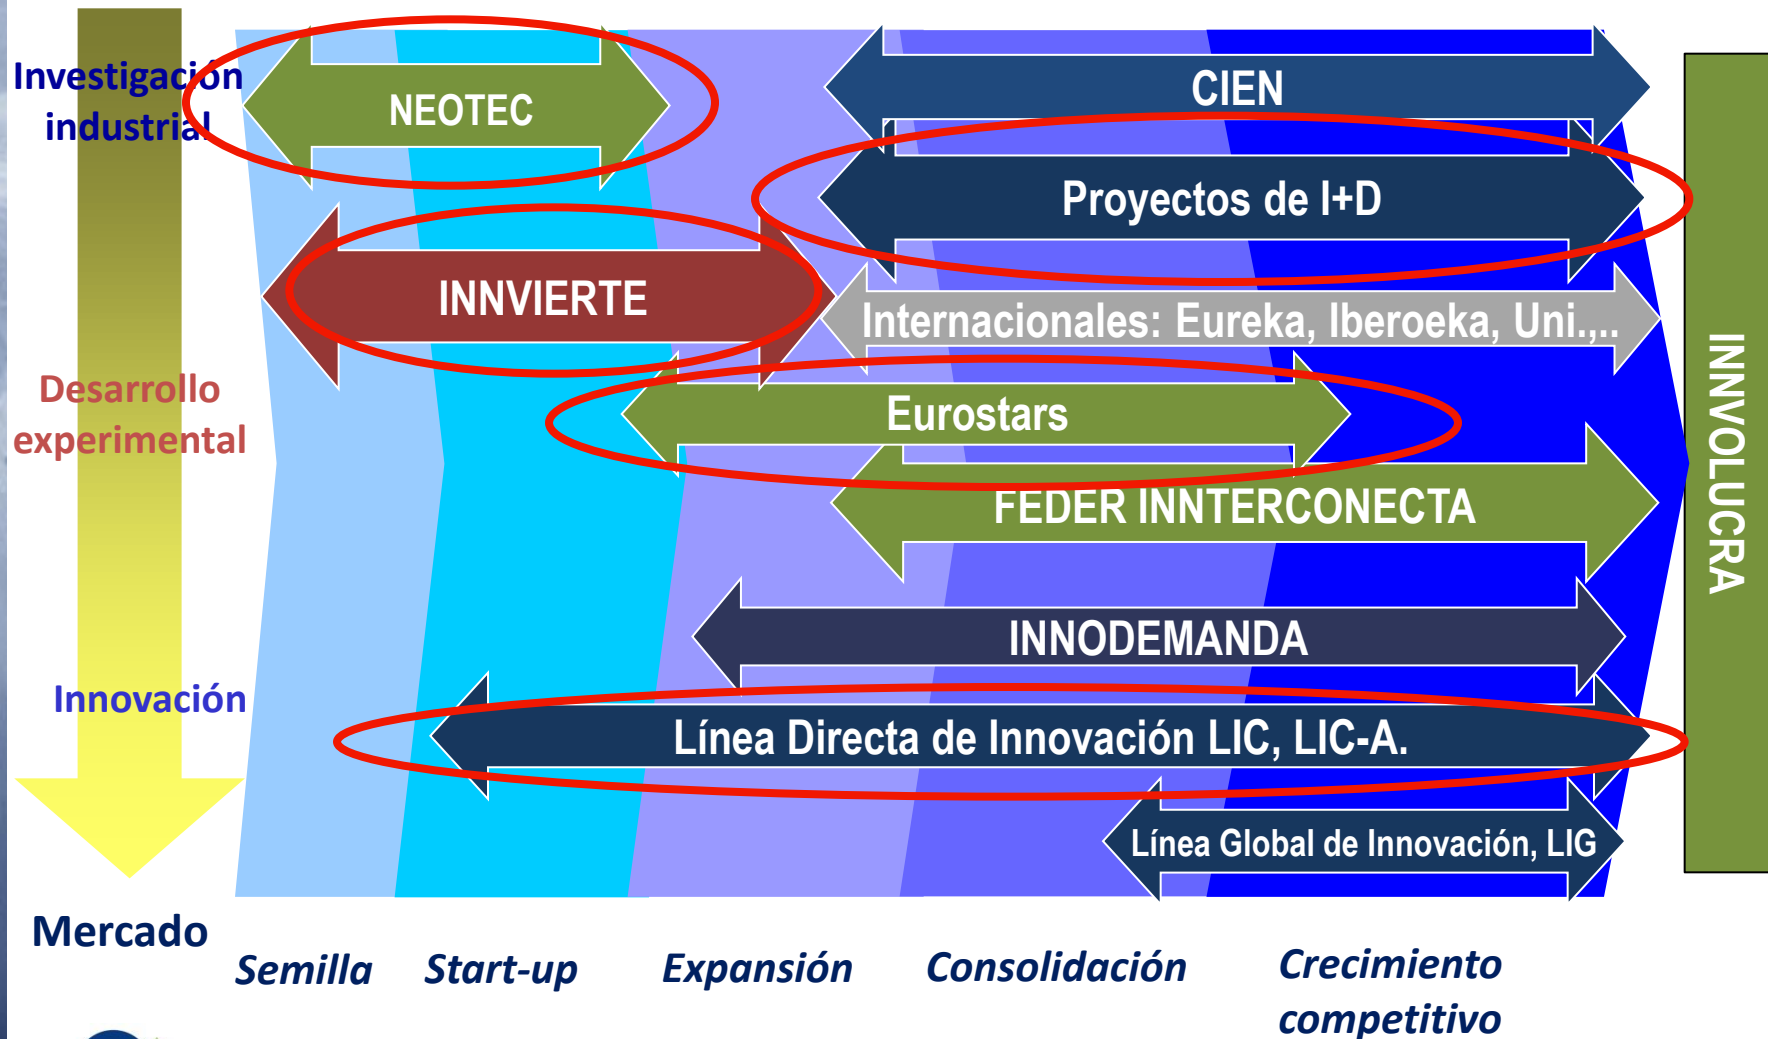 Investigación
industrial
NEOTEC
CIEN
Proyectos de I+D
INNVIERTE
Internacionales: Eureka, Iberoeka, Uni.,..
Desarrollo
experimental
Eurostars
FEDER INNTERCONECTA
INNVOLUCRA
INNODEMANDA
Innovación
Línea Directa de Innovación LIC, LIC-A.
Línea Global de Innovación, LIG
Mercado
Semilla
Start-up
Expansión
Consolidación
Crecimiento
competitivo